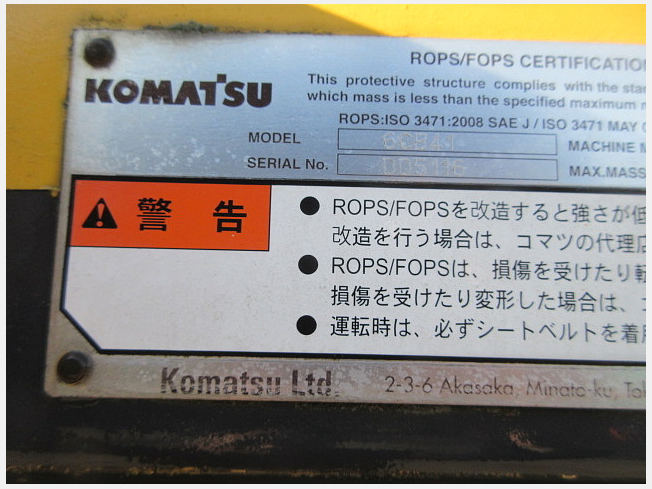 ROPS/FOPS CERTIFICATION
KOMATSU
This protective structure complies with the
which mass is less than the specified maximum
ROPS:ISO 3471:2008 SAE J / ISO 3471 MAY
MODEL
MACHINE
SERIAL No.
MAX.MASS
警告
● ROPS/FOPSを改造すると強さが低
改造を行う場合は、コマツの代理店
● ROPS/FOPSは、損傷を受けたり転
損傷を受けたり変形した場合は、コ
● 運転時は、必ずシートベルトを着用
Komatsu Ltd.
2-3-6 Akasaka, Minato-ku,